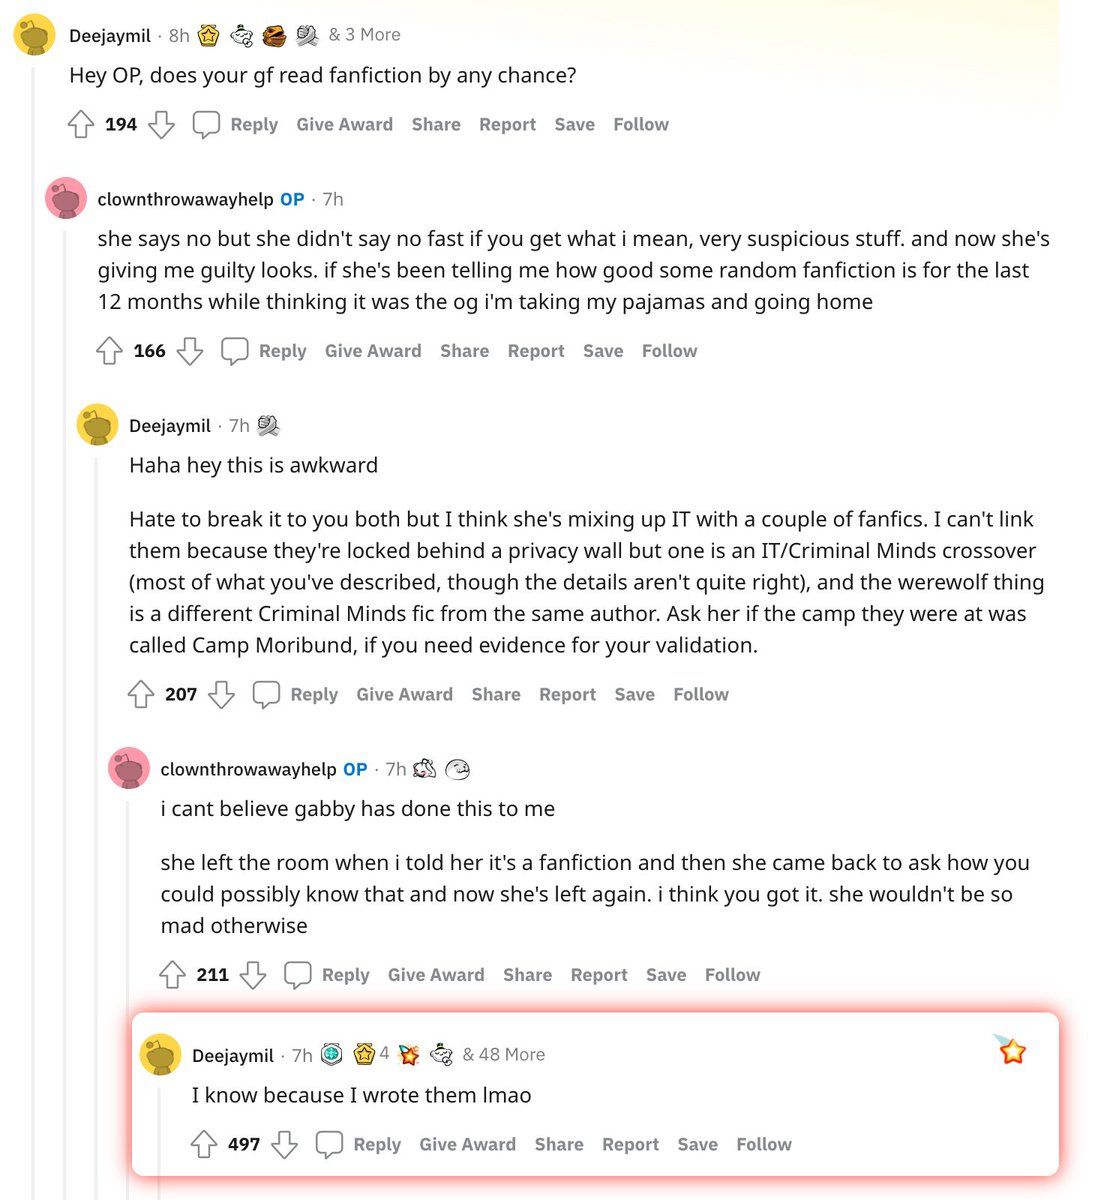 Deejaymil · 8h & 3 More
Hey OP, does your gf read fanfiction by any chance?
194 Reply Give Award Share Report Save Follow
clownthrowawayhelp OP · 7h
she says no but she didn't say no fast if you get what i mean, very suspicious stuff. and now she's
giving me guilty looks. if she's been telling me how good some random fanfiction is for the last
12 months while thinking it was the og i'm taking my pajamas and going home
166 Reply Give Award Share Report Save Follow
Deejaymil · 7h
Haha hey this is awkward
Hate to break it to you both but I think she's mixing up IT with a couple of fanfics. I can't link
them because they're locked behind a privacy wall but one is an IT/Criminal Minds crossover
(most of what you've described, though the details aren't quite right), and the werewolf thing
is a different Criminal Minds fic from the same author. Ask her if the camp they were at was
called Camp Moribund, if you need evidence for your validation.
207 Reply Give Award Share Report Save Follow
clownthrowawayhelp OP · 7h
i cant believe gabby has done this to me
she left the room when i told her it's a fanfiction and then she came back to ask how you
could possibly know that and now she's left again. i think you got it. she wouldn't be so
mad otherwise
211 Reply Give Award Share Report Save Follow
Deejaymil · 7h 4 & 48 More
I know because I wrote them lmao
497 Reply Give Award Share Report Save Follow